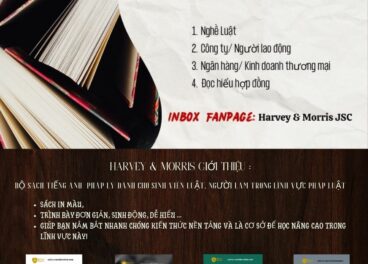 1. Nghề Luật
2. Công ty/ Người lao động
3. Ngân hàng/ Kinh doanh thương mại
4. Đọc hiểu hợp đồng
INBOX FANPAGE: Harvey & Morris JSC
HARVEY & MORRIS GIỚI THIỆU :
BỘ SÁCH TIẾNG ANH PHÁP LÝ DÀNH CHO SINH VIÊN LUẬT, NGƯỜI LÀM TRONG LĨNH VỰC PHÁP LUẬT
• SÁCH IN MÀU,
• TRÌNH BÀY ĐƠN GIẢN, SINH ĐỘNG, DỄ HIỂU ...
• GIÚP BẠN NẮM BẮT NHANH CHÓNG KIẾN THỨC NỀN TẢNG VÀ LÀ CƠ SỞ ĐỂ HỌC NÂNG CAO TRONG
LĨNH VỰC NÀY!